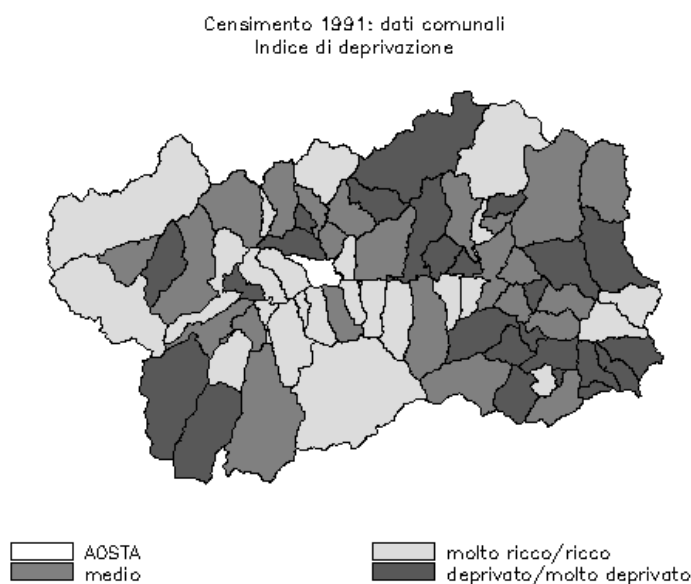 Censimento 1991: dati comunali
Indice di deprivazione
AOSTA
medio
molto ricco/ricco
deprivato/molto deprivato